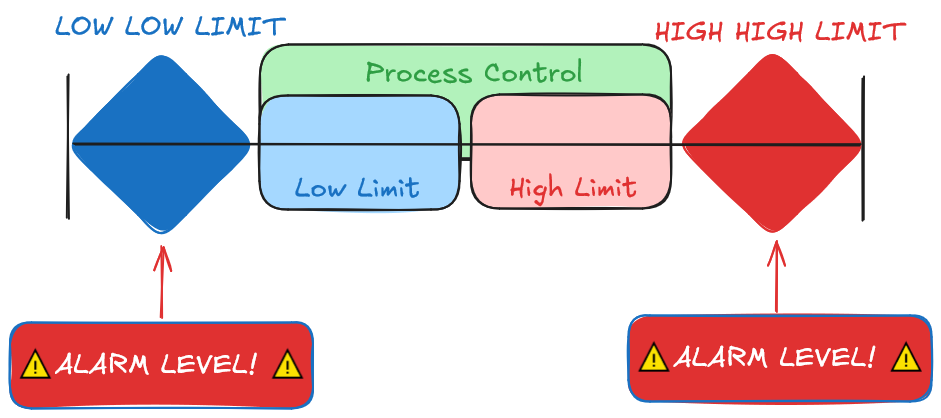 LOW LOW LIMIT
HIGH HIGH LIMIT
Process Control
Low Limit
High Limit
⚠️ ALARM LEVEL! ⚠️
⚠️ ALARM LEVEL! ⚠️